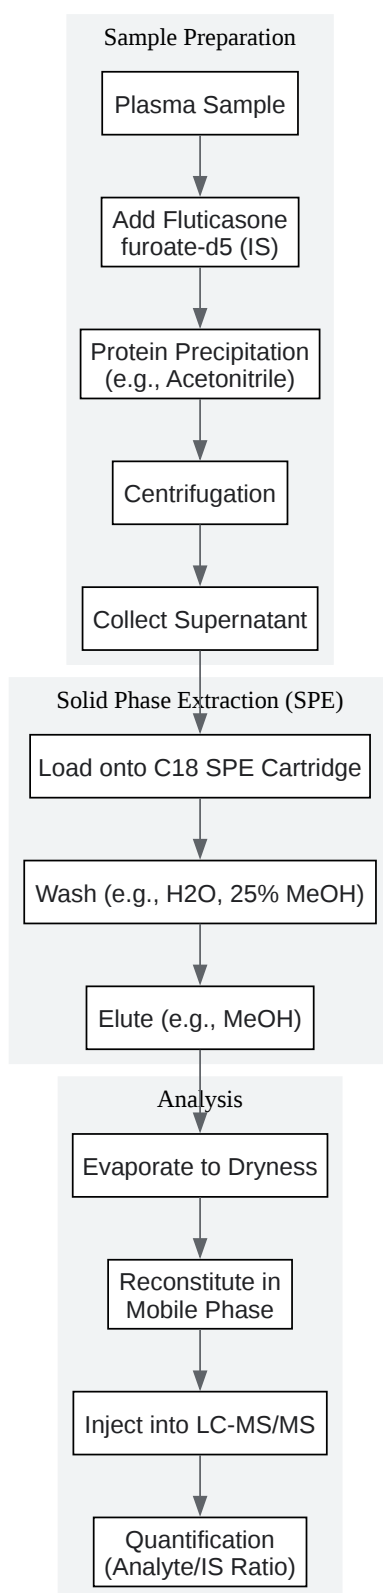 Sample Preparation
Plasma Sample
Add Fluticasone
furoate-d5 (IS)
Protein Precipitation
(e.g., Acetonitrile)
Centrifugation
Collect Supernatant
Solid Phase Extraction (SPE)
Load onto C18 SPE Cartridge
Wash (e.g., H2O, 25% MeOH)
Elute (e.g., MeOH)
Analysis
Evaporate to Dryness
Reconstitute in
Mobile Phase
Inject into LC-MS/MS
Quantification
(Analyte/IS Ratio)